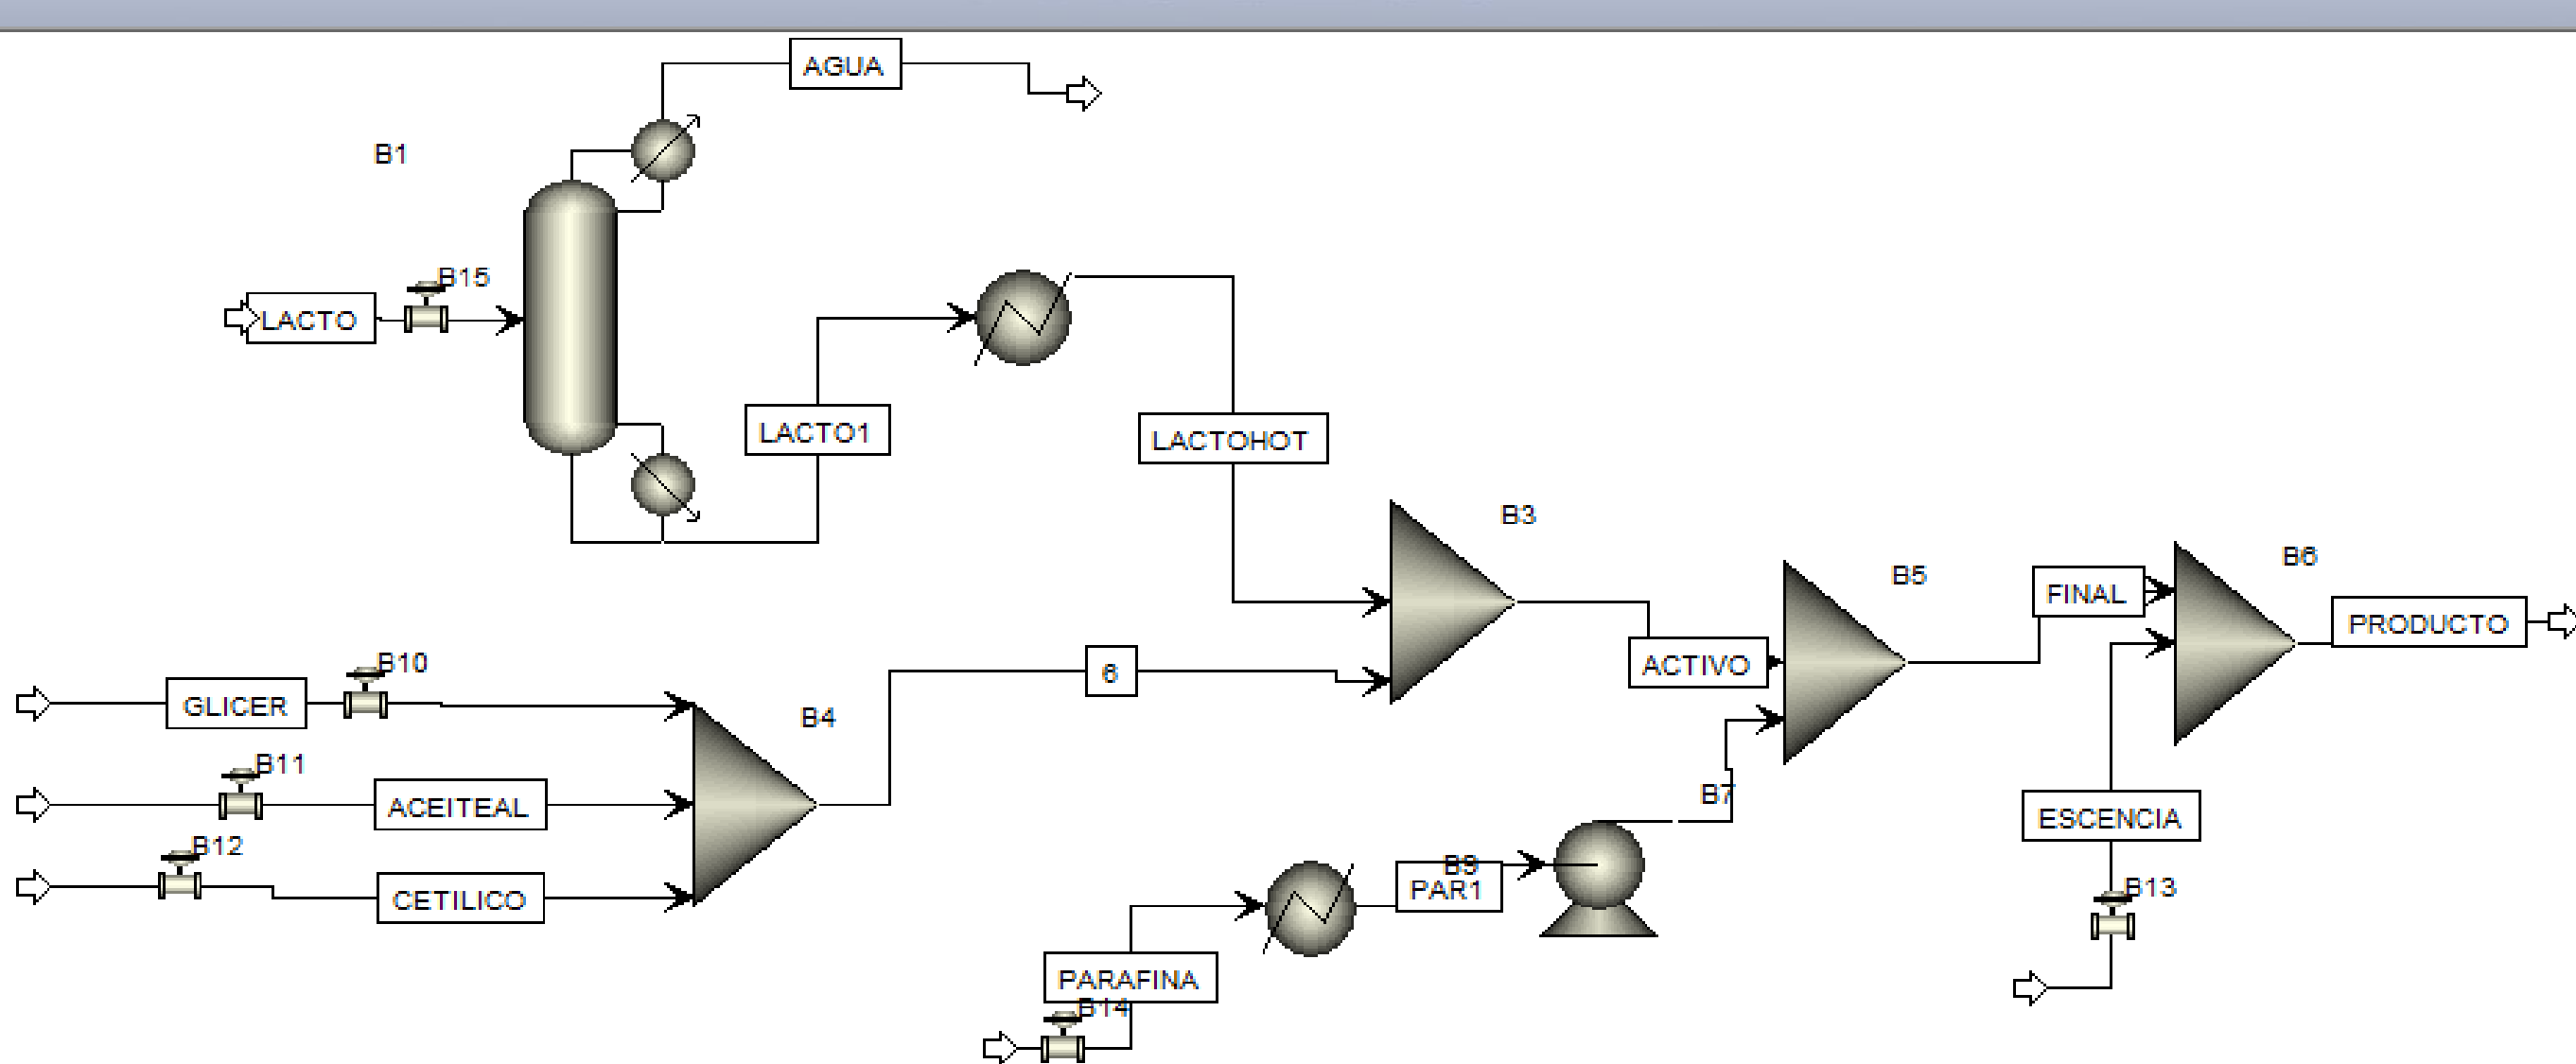 AGUA
B1
B15
LACTO
LACTO1
LACTOHOT
B3
B6
B5
FINAL
PRODUCTO
B10
6
ACTIVO
GLICER
B4
B11
B7
ACEITEAL
ESCENCIA
B12
B9
PAR1
CETILICO
B13
PARAFINA
B14